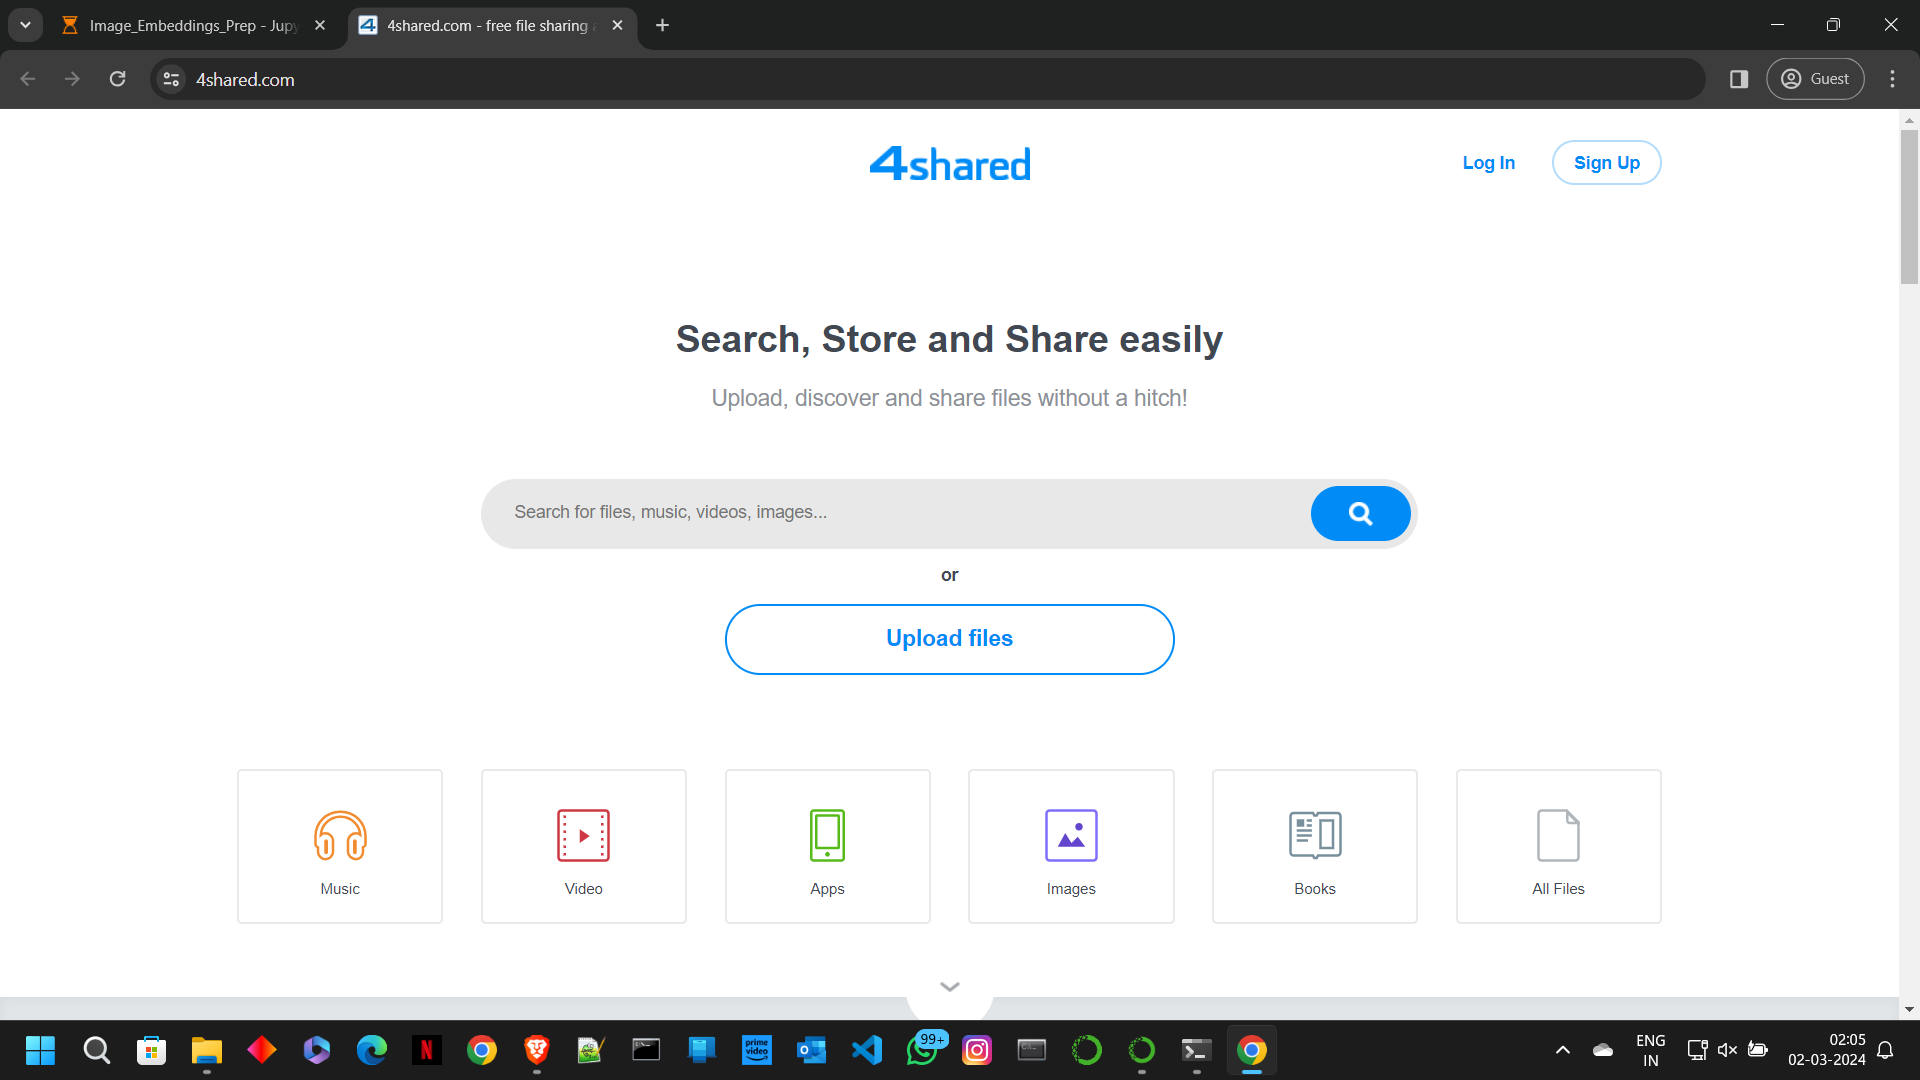 Image_Embeddings_Prep - Jupy
4shared.com - free file sharing
4shared.com
Guest
4shared
Log In
Sign Up
Search, Store and Share easily
Upload, discover and share files without a hitch!
Search for files, music, videos, images...
or
Upload files
Music
Video
Apps
Images
Books
All Files
prime video
99+
ENG
IN
02:05
02-03-2024